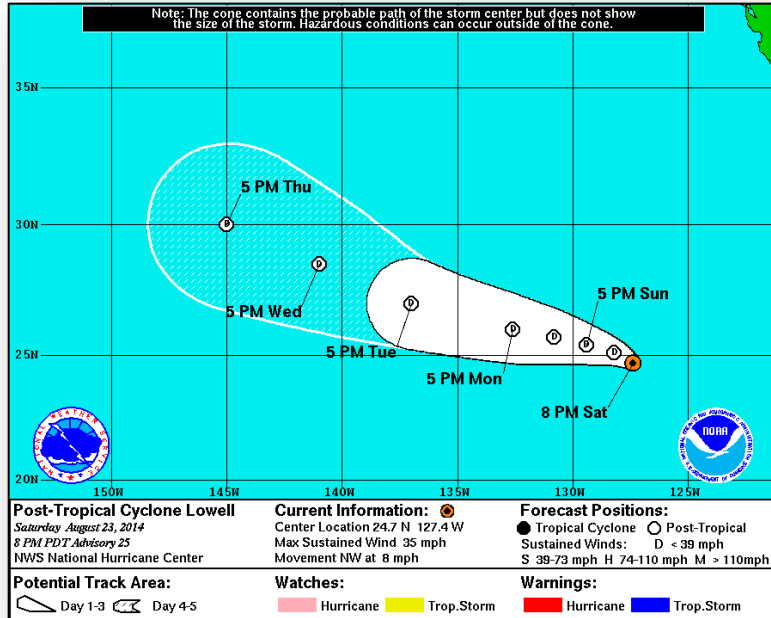 Note: The cone contains the probable path of the storm center but does not show
the size of the storm. Hazardous conditions can occur outside of the cone.
35N
5 PM Thu
30N
5 PM Wed
5 PM Sun
5 PM Tue
25N
5 PM Mon
8 PM Sat
NATIONAL WEATHER SERVICE
NOAA
20N
150W 145W 140W 135W 130W 125W
Post-Tropical Cyclone Lowell
Saturday August 23, 2014
8 PM PDT Advisory 25
NWS National Hurricane Center
Current Information:
Center Location 24.7 N 127.4 W
Max Sustained Wind 35 mph
Movement NW at 8 mph
Forecast Positions:
Tropical Cyclone Post-Tropical
Sustained Winds: D < 39 mph
S 39-73 mph H 74-110 mph M > 110mph
Potential Track Area:
Day 1-3 Day 4-5
Watches:
Hurricane Trop.Storm
Warnings:
Hurricane Trop.Storm